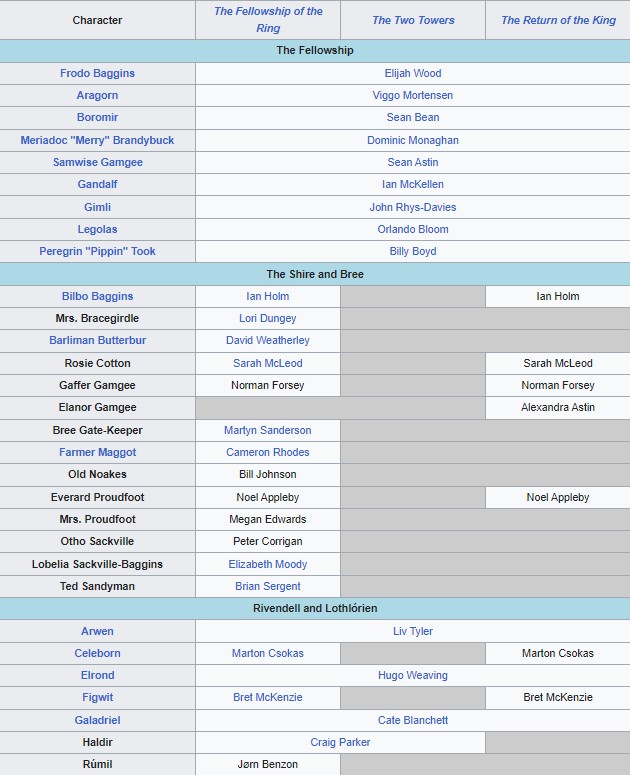 Character The Fellowship of the Ring The Two Towers The Return of the King
The Fellowship
Frodo Baggins Elijah Wood
Aragorn Viggo Mortensen
Boromir Sean Bean
Meriadoc "Merry" Brandybuck Dominic Monaghan
Samwise Gamgee Sean Astin
Gandalf Ian McKellen
Gimli John Rhys-Davies
Legolas Orlando Bloom
Peregrin "Pippin" Took Billy Boyd
The Shire and Bree
Bilbo Baggins Ian Holm Ian Holm
Mrs. Bracegirdle Lori Dungey
Barliman Butterbur David Weatherley
Rosie Cotton Sarah McLeod Sarah McLeod
Gaffer Gamgee Norman Forsey Norman Forsey
Elanor Gamgee Alexandra Astin
Bree Gate-Keeper Martyn Sanderson
Farmer Maggot Cameron Rhodes
Old Noakes Bill Johnson
Everard Proudfoot Noel Appleby Noel Appleby
Mrs. Proudfoot Megan Edwards
Otho Sackville Peter Corrigan
Lobelia Sackville-Baggins Elizabeth Moody
Ted Sandyman Brian Sergent
Rivendell and Lothlórien
Arwen Liv Tyler
Celeborn Marton Csokas Marton Csokas
Elrond Hugo Weaving
Figwit Bret McKenzie Bret McKenzie
Galadriel Cate Blanchett
Haldir Craig Parker
Rúmil Jørn Benzon